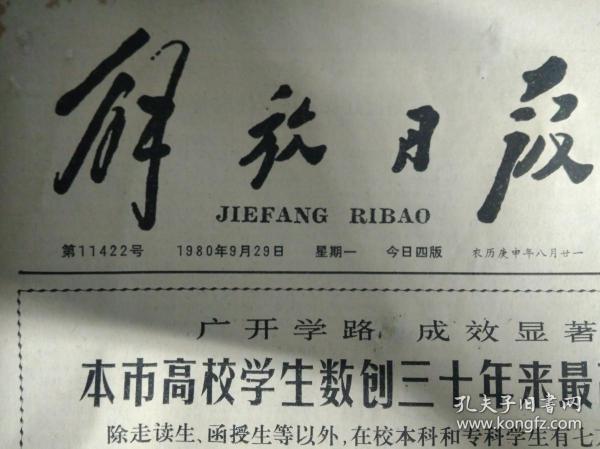 解放日报
JIEFANG RIBAO
第11422号 1980年9月29日 星期一 今日四版 农历庚申年八月廿一
广开学路 成效显著
本市高校学生数创三十年来最
除走读生、函授生等以外,在校本科和专科学生有七
孔夫子旧书网
www.kongfz.com